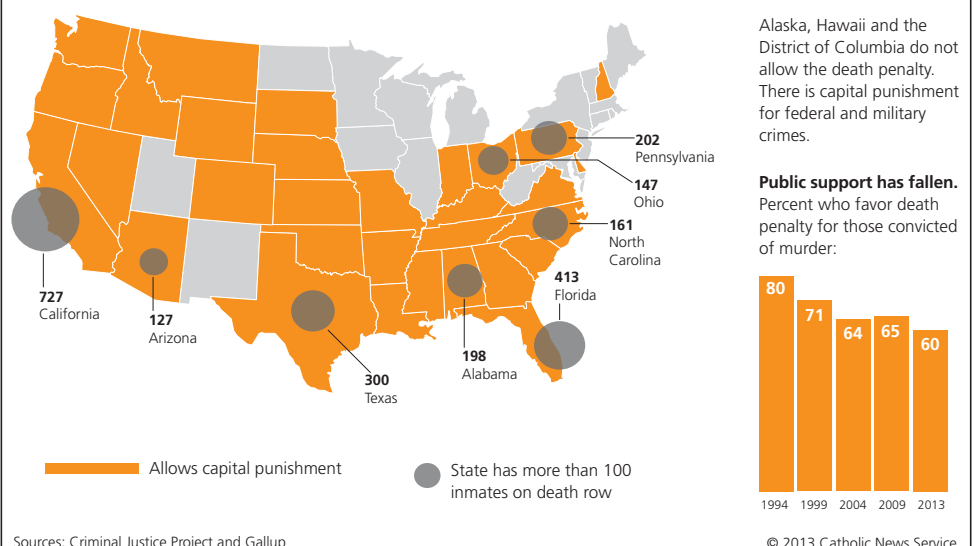 Alaska, Hawaii and the
District of Columbia do not
allow the death penalty.
There is capital punishment
for federal and military
crimes.
Public support has fallen.
Percent who favor death
penalty for those convicted
of murder:
80
71
64
65
60
1994 1999 2004 2009 2013
202
Pennsylvania
147
Ohio
161
North
Carolina
413
Florida
727
California
127
Arizona
198
Alabama
300
Texas
Allows capital punishment
State has more than 100
inmates on death row
Sources: Criminal Justice Project and Gallup
© 2013 Catholic News Service